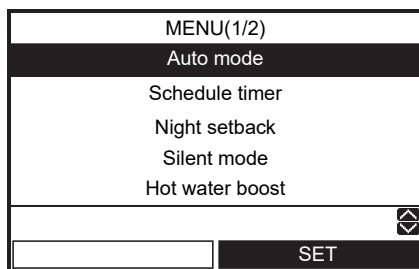 MENU(1/2)
Auto mode
Schedule timer
Night setback
Silent mode
Hot water boost
SET